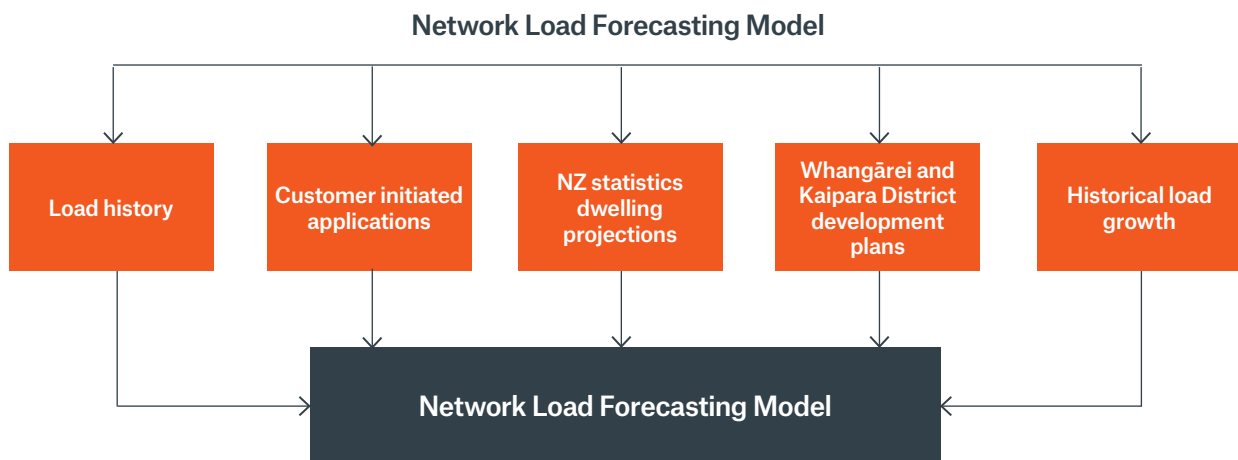 Network Load Forecasting Model
Load history
Customer initiated
applications
NZ statistics
dwelling
projections
Whangārei and
Kaipara District
development
plans
Historical load
growth
Network Load Forecasting Model